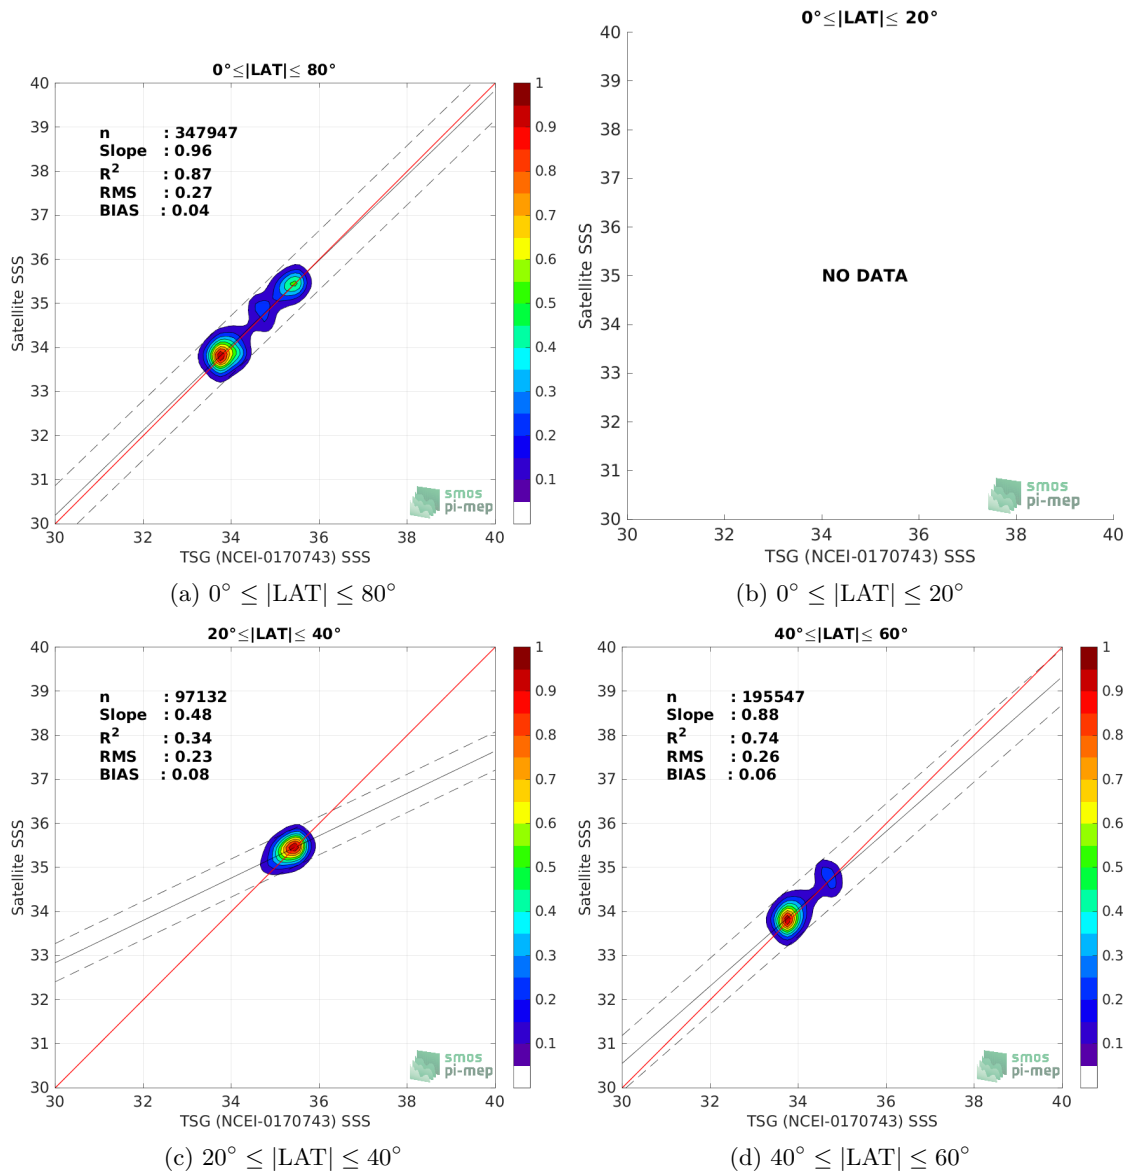 0°≤|LAT|≤ 80°
n : 347947
Slope : 0.96
R² : 0.87
RMS : 0.27
BIAS : 0.04
40
39
38
37
36
35
34
33
32
31
30
30
32
34
36
38
40
Satellite SSS
TSG (NCEI-0170743) SSS
1
0.9
0.8
0.7
0.6
0.5
0.4
0.3
0.2
0.1
smos
pi-mep
(a) 0° ≤ |LAT| ≤ 80°
0°≤|LAT|≤ 20°
NO DATA
40
39
38
37
36
35
34
33
32
31
30
30
32
34
36
38
40
Satellite SSS
TSG (NCEI-0170743) SSS
smos
pi-mep
(b) 0° ≤ |LAT| ≤ 20°
20°≤|LAT|≤ 40°
n : 97132
Slope : 0.48
R² : 0.34
RMS : 0.23
BIAS : 0.08
40
39
38
37
36
35
34
33
32
31
30
30
32
34
36
38
40
Satellite SSS
TSG (NCEI-0170743) SSS
1
0.9
0.8
0.7
0.6
0.5
0.4
0.3
0.2
0.1
smos
pi-mep
(c) 20° ≤ |LAT| ≤ 40°
40°≤|LAT|≤ 60°
n : 195547
Slope : 0.88
R² : 0.74
RMS : 0.26
BIAS : 0.06
40
39
38
37
36
35
34
33
32
31
30
30
32
34
36
38
40
Satellite SSS
TSG (NCEI-0170743) SSS
1
0.9
0.8
0.7
0.6
0.5
0.4
0.3
0.2
0.1
smos
pi-mep
(d) 40° ≤ |LAT| ≤ 60°